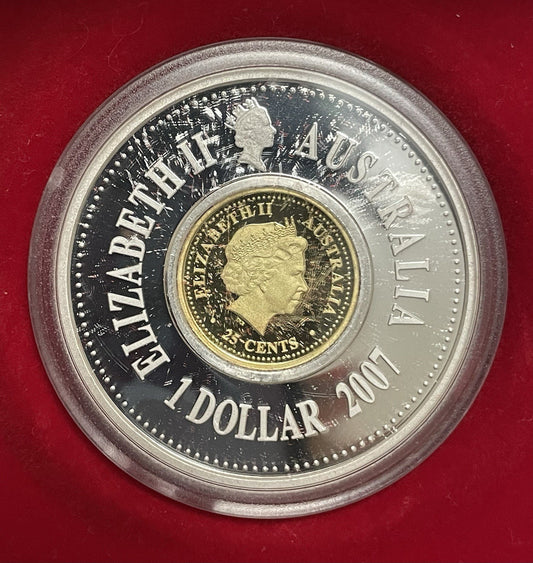 ELIZABETH II AUSTRALIA
1 DOLLAR 2007
ELIZABETH II AUSTRALIA
25 CENTS